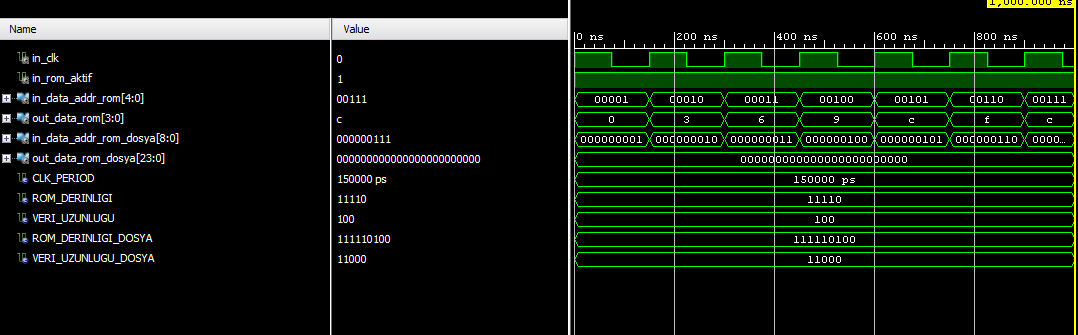 1,000.000 ns
Name Value
0 ns 200 ns 400 ns 600 ns 800 ns
in_clk 0
in_rom_aktif 1
in_data_addr_rom[4:0] 00111 00001 00010 00011 00100 00101 00110 00111
out_data_rom[3:0] c 0 3 6 9 c f c
in_data_addr_rom_dosya[8:0] 000000111 000000001 000000010 000000011 000000100 000000101 000000110 0000...
out_data_rom_dosya[23:0] 000000000000000000000000 000000000000000000000000
CLK_PERIOD 150000 ps 150000 ps
ROM_DERINLIGI 11110 11110
VERI_UZUNLUGU 100 100
ROM_DERINLIGI_DOSYA 111110100 111110100
VERI_UZUNLUGU_DOSYA 11000 11000